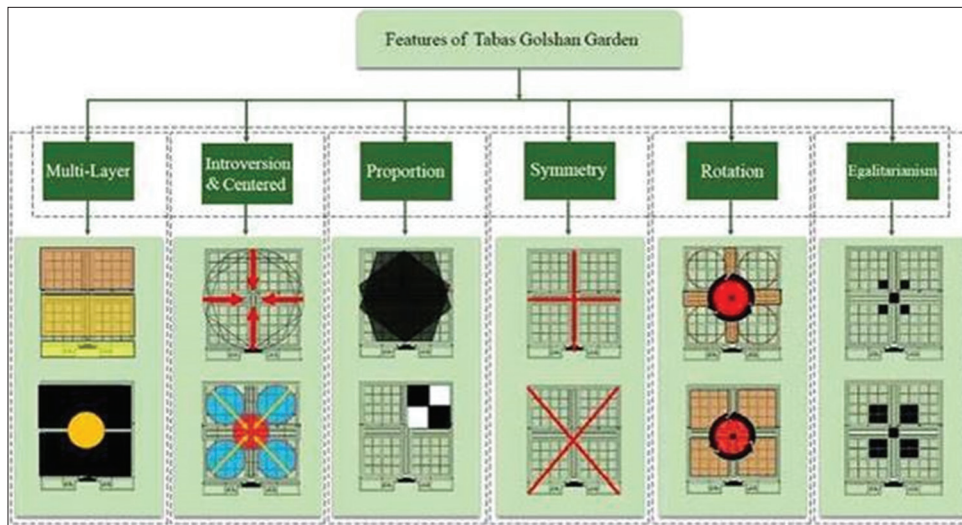 Features of Tabas Golshan Garden
Multi-Layer
Introversion
& Centered
Proportion
Symmetry
Rotation
Egalitarianism